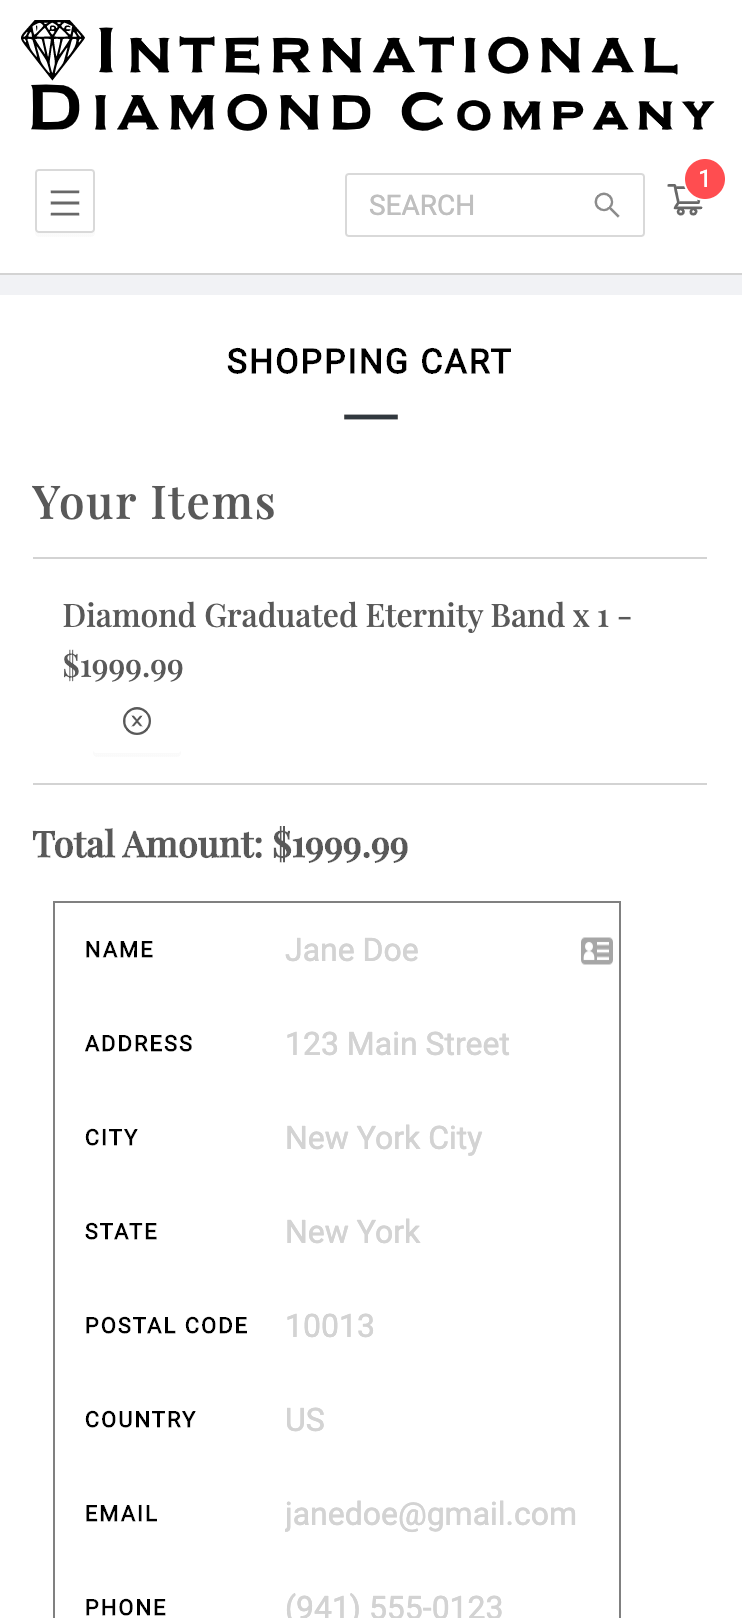 INTERNATIONAL
DIAMOND COMPANY
SEARCH
1
SHOPPING CART
Your Items
Diamond Graduated Eternity Band x 1 -
$1999.99
Total Amount: $1999.99
NAME Jane Doe
ADDRESS 123 Main Street
CITY New York City
STATE New York
POSTAL CODE 10013
COUNTRY US
EMAIL janedoe@gmail.com
PHONE (941) 555-0123